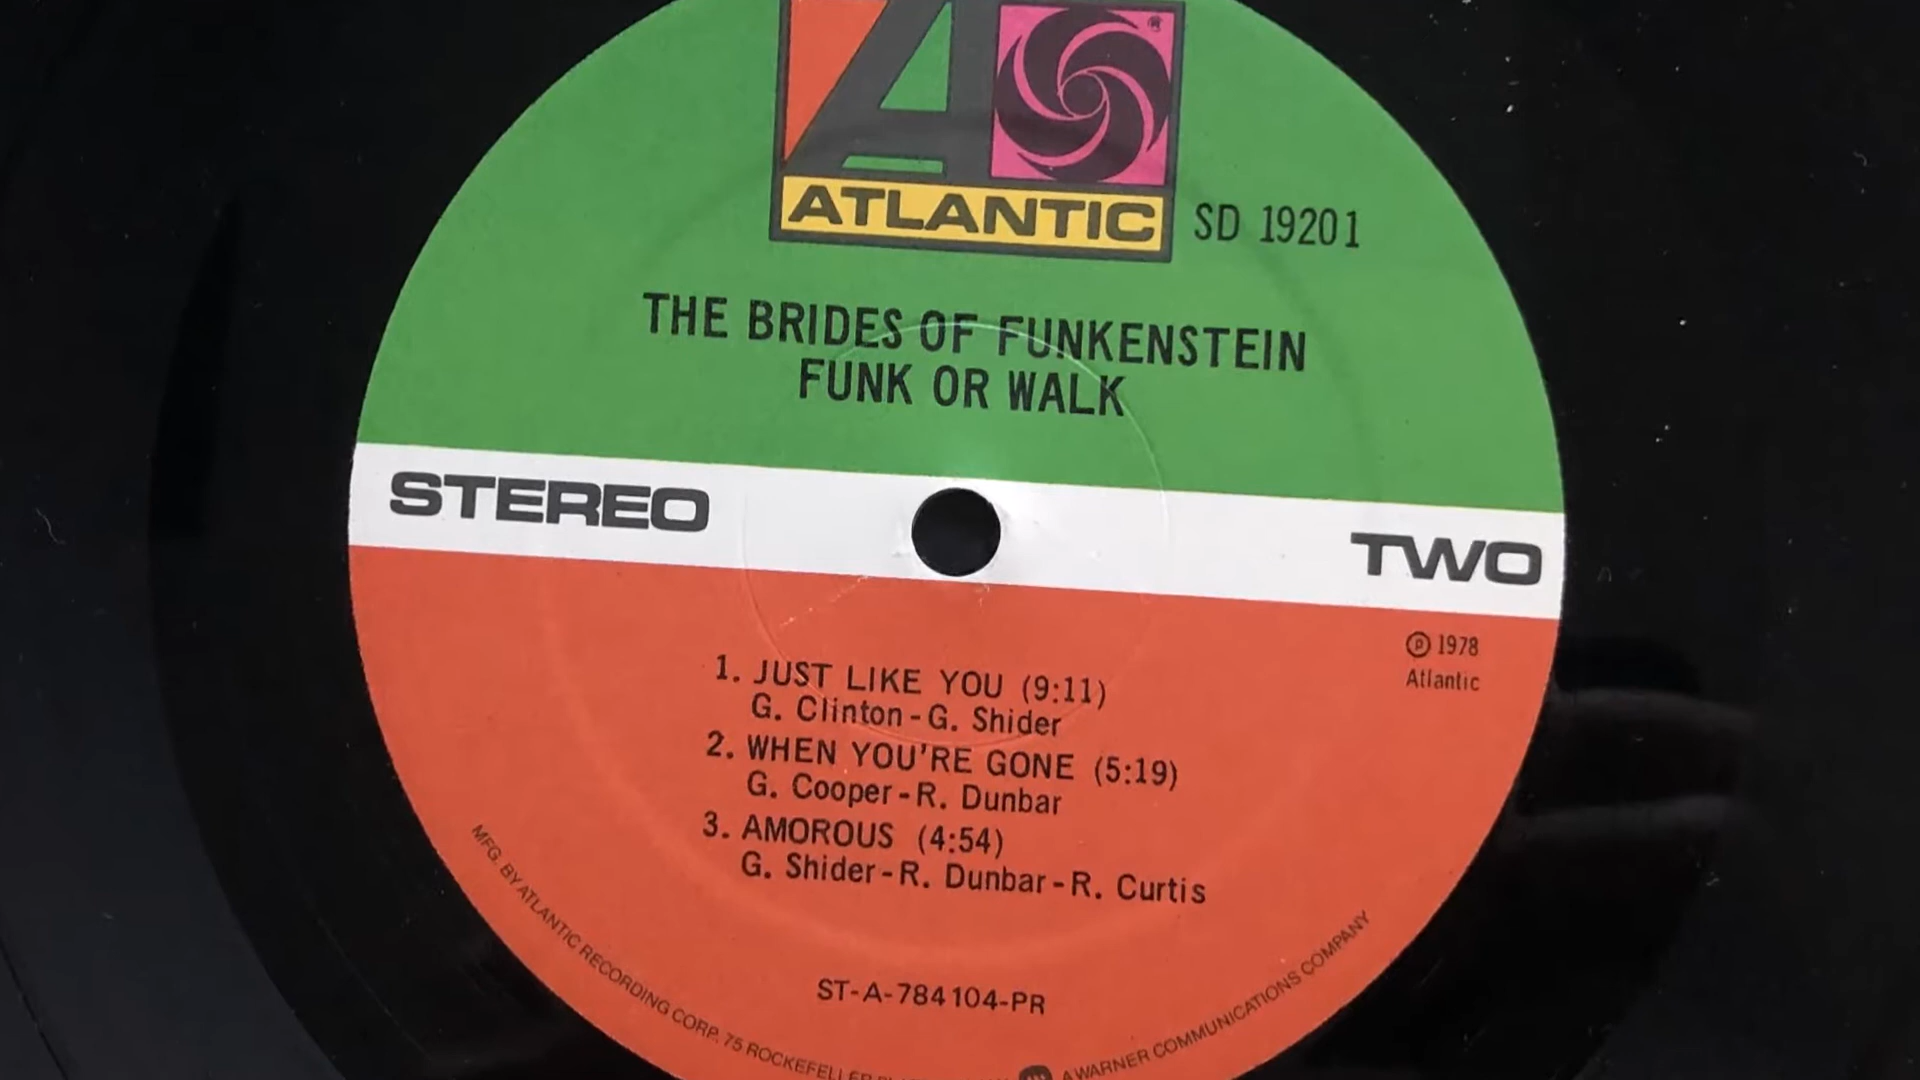 ®
ATLANTIC
SD 19201
THE BRIDES OF FUNKENSTEIN
FUNK OR WALK
STEREO
TWO
℗ 1978
Atlantic
1. JUST LIKE YOU (9:11)
G. Clinton-G. Shider
2. WHEN YOU'RE GONE (5:19)
G. Cooper-R. Dunbar
3. AMOROUS (4:54)
G. Shider-R. Dunbar-R. Curtis
ST-A-784104-PR
MFG. BY ATLANTIC RECORDING CORP., 75 ROCKEFELLER A WARNER COMMUNICATIONS COMPANY